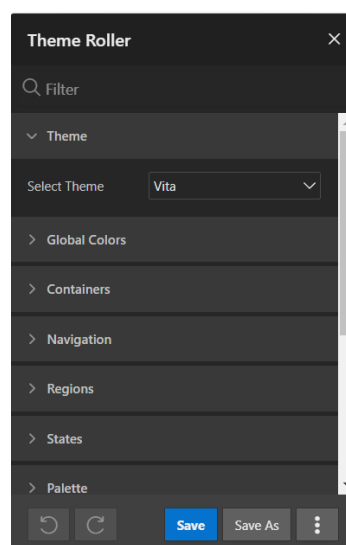 Theme Roller
Filter
Theme
Select Theme Vita
Global Colors
Containers
Navigation
Regions
States
Palette
Save Save As